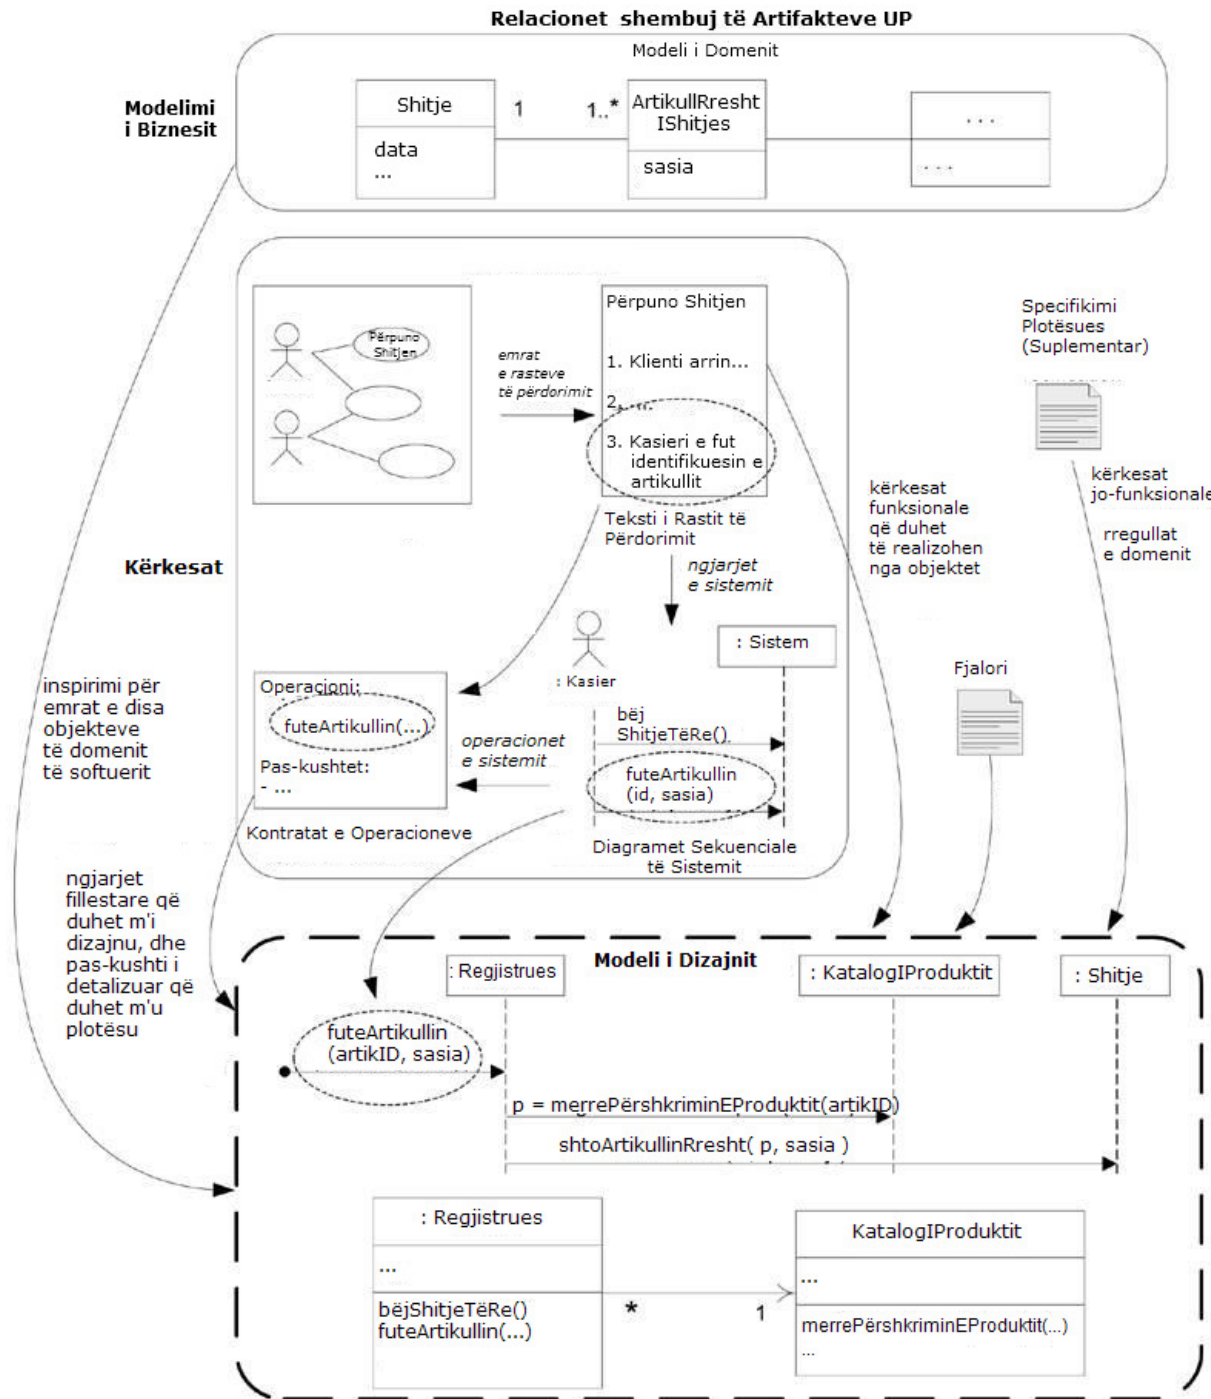 Relacionet shembuj të Artifakteve UP
Modeli i Domenit
Modelimi
i Biznesit
Shitje
data
...
1
1..*
ArtikullRresht
IShitjes
sasia
. . .
. . .
Kërkesat
Përpuno
Shitjen
emrat
e rasteve
të përdorimit
Përpuno Shitjen
1. Klienti arrin...
2. ...
3. Kasieri e fut
identifikuesin e
artikullit
Teksti i Rastit të
Përdorimit
ngjarjet
e sistemit
: Kasier
: Sistem
bëj
ShitjeTëRe()
futeArtikullin
(id, sasia)
Diagramet Sekuenciale
të Sistemit
Operacioni:
futeArtikullin(...)
Pas-kushtet:
- ...
Kontratat e Operacioneve
operacionet
e sistemit
Specifikimi
Plotësues
(Suplementar)
kërkesat
funksionale
që duhet
të realizohen
nga objektet
kërkesat
jo-funksionale
rregullat
e domenit
Fjalori
inspirimi për
emrat e disa
objekteve
të domenit
të softuerit
ngjarjet
fillestare që
duhet m'i
dizajnu, dhe
pas-kushti i
detalizuar që
duhet m'u
plotësu
Modeli i Dizajnit
: Regjistrues
: KatalogIProduktit
: Shitje
futeArtikullin
(artikID, sasia)
p = merrePërshkriminEProduktit(artikID)
shtoArtikullinRresht( p, sasia )
: Regjistrues
...
bëjShitjeTëRe()
futeArtikullin(...)
*
1
KatalogIProduktit
...
merrePërshkriminEProduktit(...)
...